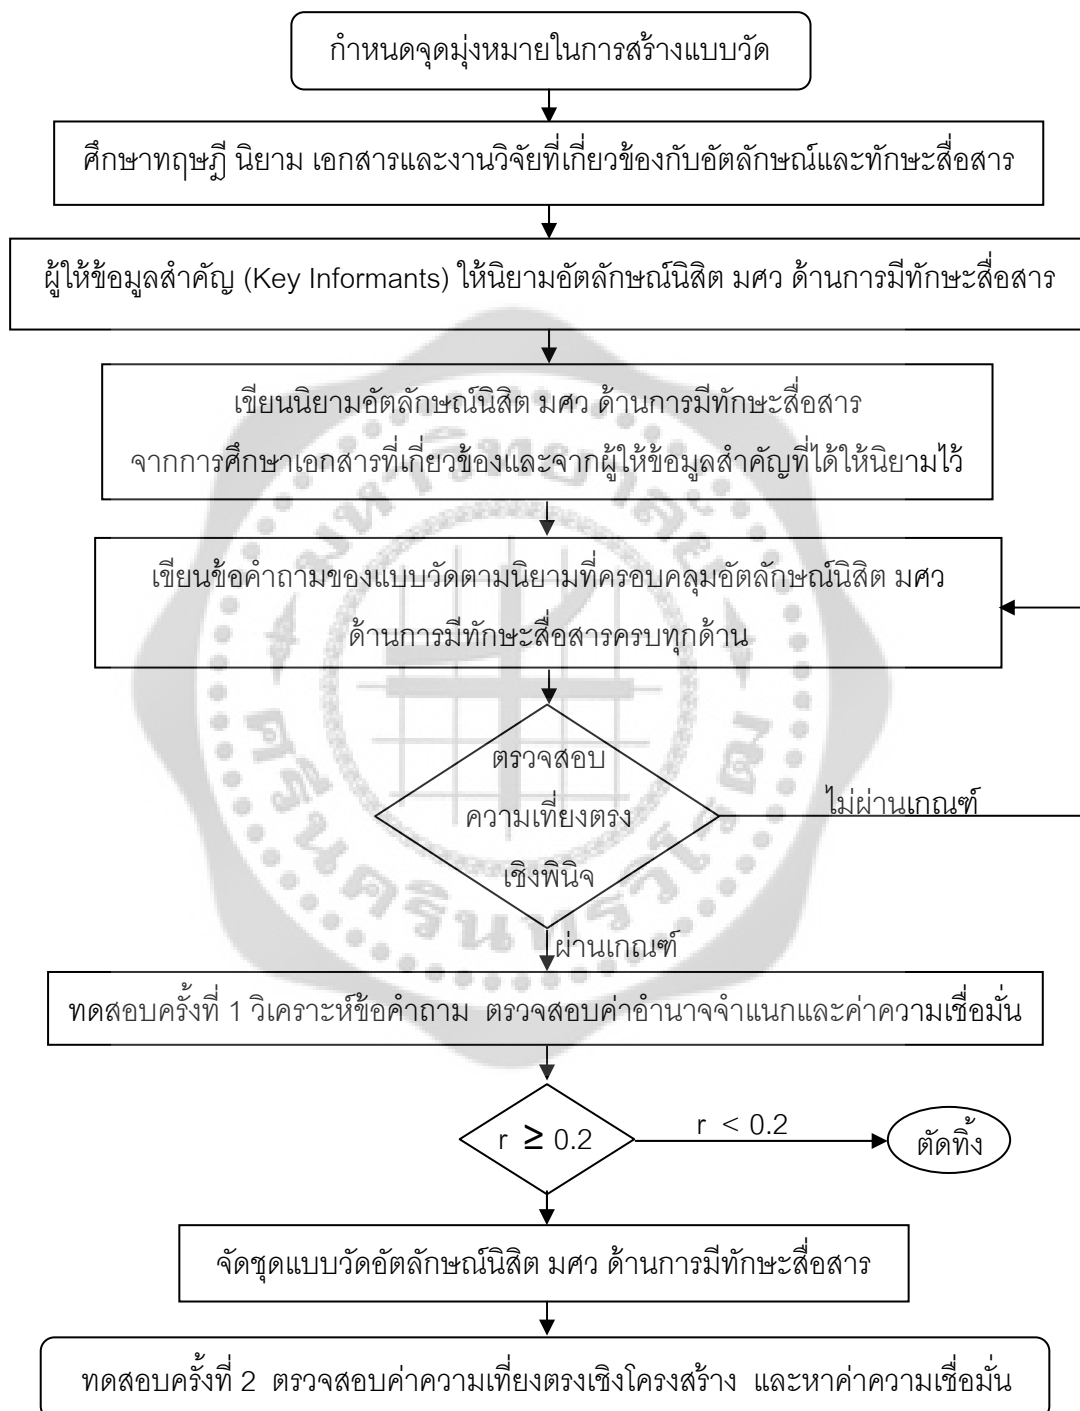 กำหนดจุดมุ่งหมายในการสร้างแบบวัด
ศึกษาทฤษฎี นิยาม เอกสารและงานวิจัยที่เกี่ยวข้องกับอัตลักษณ์และทักษะสื่อสาร
ผู้ให้ข้อมูลสำคัญ (Key Informants) ให้นิยามอัตลักษณ์นิสิต มศว ด้านการมีทักษะสื่อสาร
เขียนนิยามอัตลักษณ์นิสิต มศว ด้านการมีทักษะสื่อสาร
จากการศึกษาเอกสารที่เกี่ยวข้องและจากผู้ให้ข้อมูลสำคัญที่ได้ให้นิยามไว้
เขียนข้อคำถามของแบบวัดตามนิยามที่ครอบคลุมอัตลักษณ์นิสิต มศว
ด้านการมีทักษะสื่อสารครบทุกด้าน
ตรวจสอบ
ความเที่ยงตรง
เชิงพินิจ
ไม่ผ่านเกณฑ์
ผ่านเกณฑ์
ทดสอบครั้งที่ 1 วิเคราะห์ข้อคำถาม ตรวจสอบค่าอำนาจจำแนกและค่าความเชื่อมั่น
r ≥ 0.2
r < 0.2
ตัดทิ้ง
จัดชุดแบบวัดอัตลักษณ์นิสิต มศว ด้านการมีทักษะสื่อสาร
ทดสอบครั้งที่ 2 ตรวจสอบค่าความเที่ยงตรงเชิงโครงสร้าง และหาค่าความเชื่อมั่น
มหาวิทยาลัย
ศรีนครินทรวิโรฒ